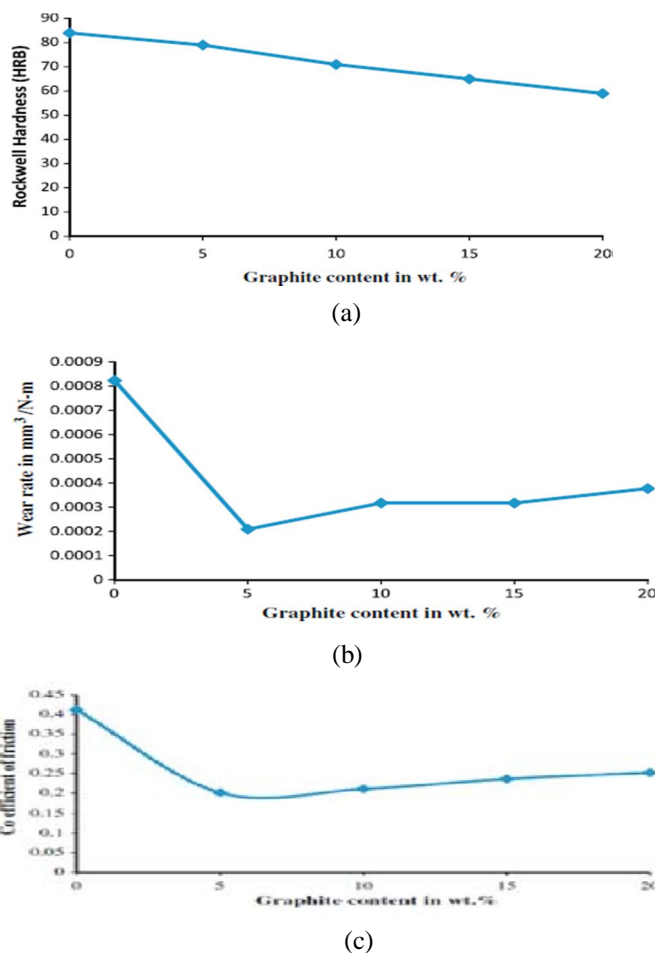 90
80
70
60
50
40
30
20
10
0
Rockwell Hardness (HRB)
0 5 10 15 20
Graphite content in wt. %
(a)
0.0009
0.0008
0.0007
0.0006
0.0005
0.0004
0.0003
0.0002
0.0001
0
Wear rate in mm³/N-m
0 5 10 15 20
Graphite content in wt. %
(b)
0.45
0.4
0.35
0.3
0.25
0.2
0.15
0.1
0.05
0
Co efficient of friction
0 5 10 15 20
Graphite content in wt.%
(c)